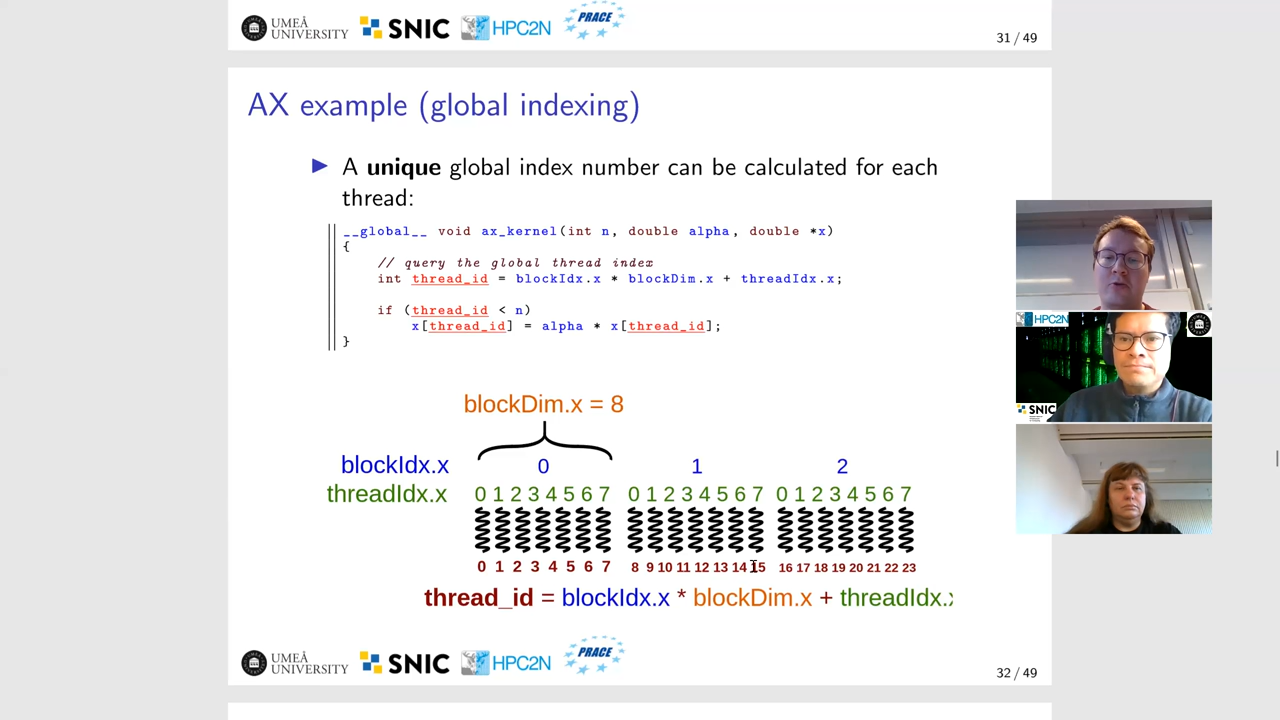 UMEÅ UNIVERSITY SNIC HPC2N PRACE
31 / 49
AX example (global indexing)
A unique global index number can be calculated for each
thread:
__global__ void ax_kernel(int n, double alpha, double *x)
{
// query the global thread index
int thread_id = blockIdx.x * blockDim.x + threadIdx.x;
if (thread_id < n)
x[thread_id] = alpha * x[thread_id];
}
blockDim.x = 8
blockIdx.x 0 1 2
threadIdx.x 0 1 2 3 4 5 6 7 0 1 2 3 4 5 6 7 0 1 2 3 4 5 6 7
0 1 2 3 4 5 6 7 8 9 10 11 12 13 14 15 16 17 18 19 20 21 22 23
thread_id = blockIdx.x * blockDim.x + threadIdx.x
UMEÅ UNIVERSITY SNIC HPC2N PRACE
32 / 49
HPC2N
SNIC